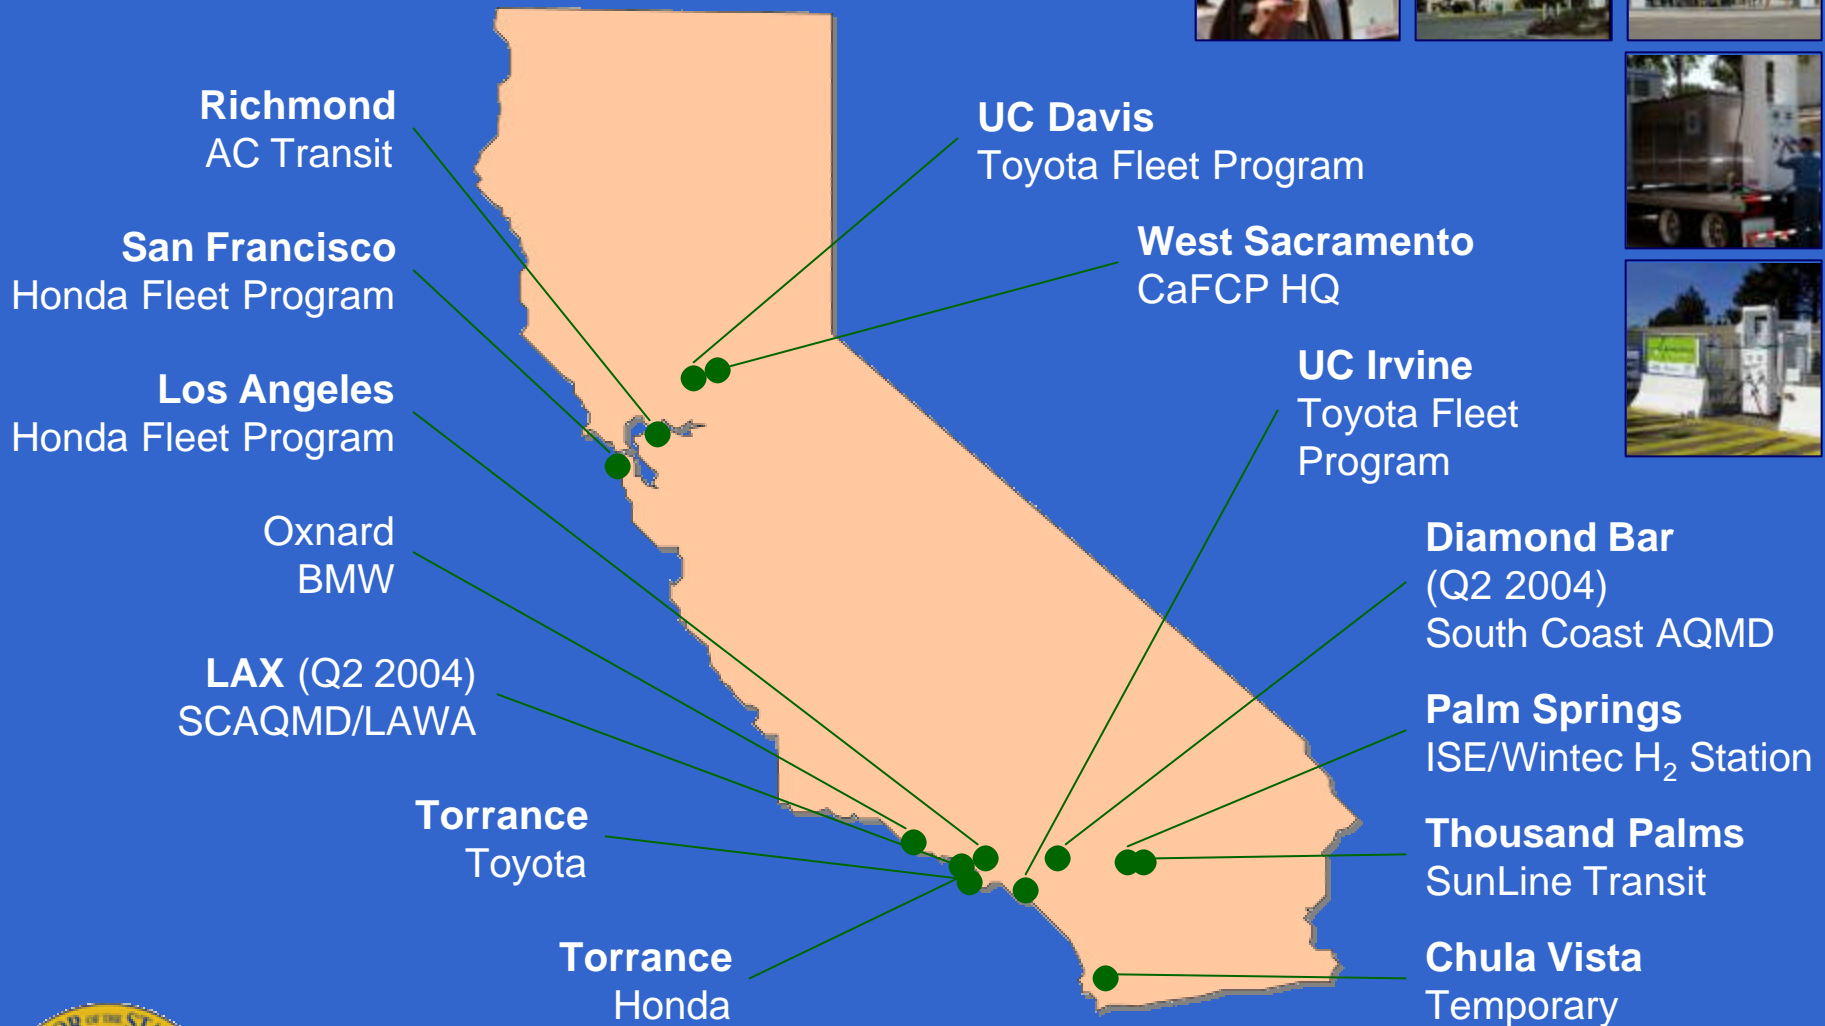 Richmond
AC Transit
San Francisco
Honda Fleet Program
Los Angeles
Honda Fleet Program
Oxnard
BMW
LAX (Q2 2004)
SCAQMD/LAWA
Torrance
Toyota
Torrance
Honda
UC Davis
Toyota Fleet Program
West Sacramento
CaFCP HQ
UC Irvine
Toyota Fleet
Program
Diamond Bar
(Q2 2004)
South Coast AQMD
Palm Springs
ISE/Wintec H₂ Station
Thousand Palms
SunLine Transit
Chula Vista
Temporary
OF THE